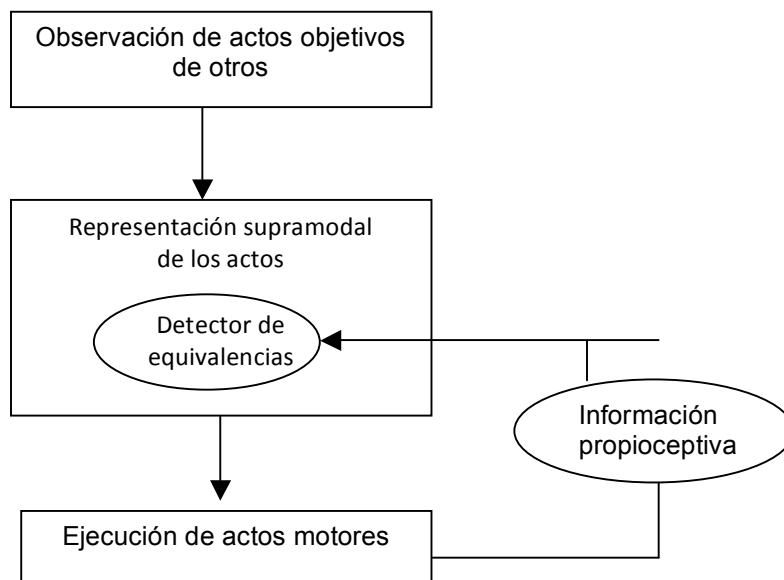 Observación de actos objetivos
de otros
Representación supramodal
de los actos
Detector de
equivalencias
Información
propioceptiva
Ejecución de actos motores